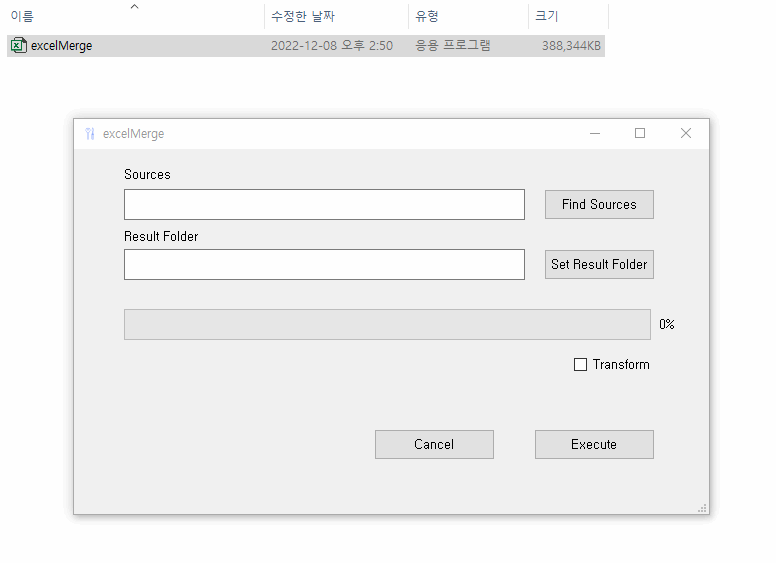 이름 수정한 날짜 유형 크기
excelMerge 2022-12-08 오후 2:50 응용 프로그램 388,344KB
excelMerge
Sources
Find Sources
Result Folder
Set Result Folder
0%
Transform
Cancel Execute